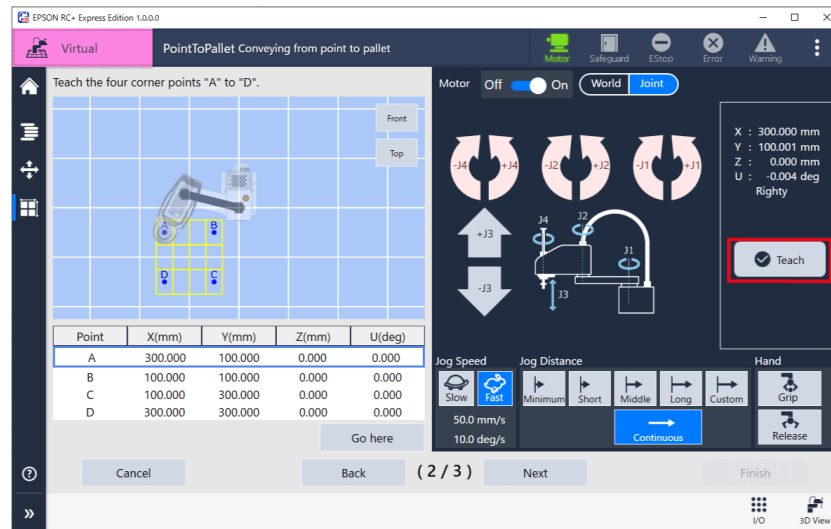 EPSON RC+ Express Edition 1.0.0.0
Virtual
PointToPallet Conveying from point to pallet
Motor
Safeguard
EStop
Error
Warning
Teach the four corner points "A" to "D".
Front
Top
A
B
D
C
Point X(mm) Y(mm) Z(mm) U(deg)
A 300.000 100.000 0.000 0.000
B 100.000 100.000 0.000 0.000
C 100.000 300.000 0.000 0.000
D 300.000 300.000 0.000 0.000
Go here
Motor Off On World Joint
-J4 +J4 -J2 +J2 -J1 +J1
+J3
-J3
J4
J2
J1
J3
X : 300.000 mm
Y : 100.001 mm
Z : 0.000 mm
U : -0.004 deg
Righty
Teach
Jog Speed
Slow Fast
50.0 mm/s
10.0 deg/s
Jog Distance
Minimum Short Middle Long Custom
Continuous
Hand
Grip
Release
Cancel Back (2 / 3) Next Finish
I/O 3D View